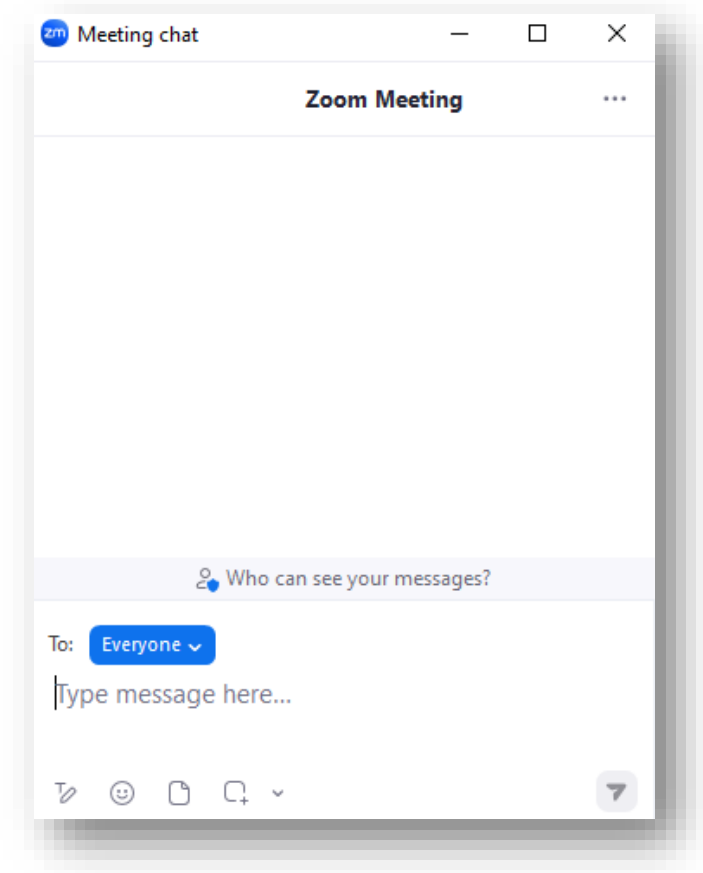 zm Meeting chat
Zoom Meeting
Who can see your messages?
To: Everyone
Type message here...